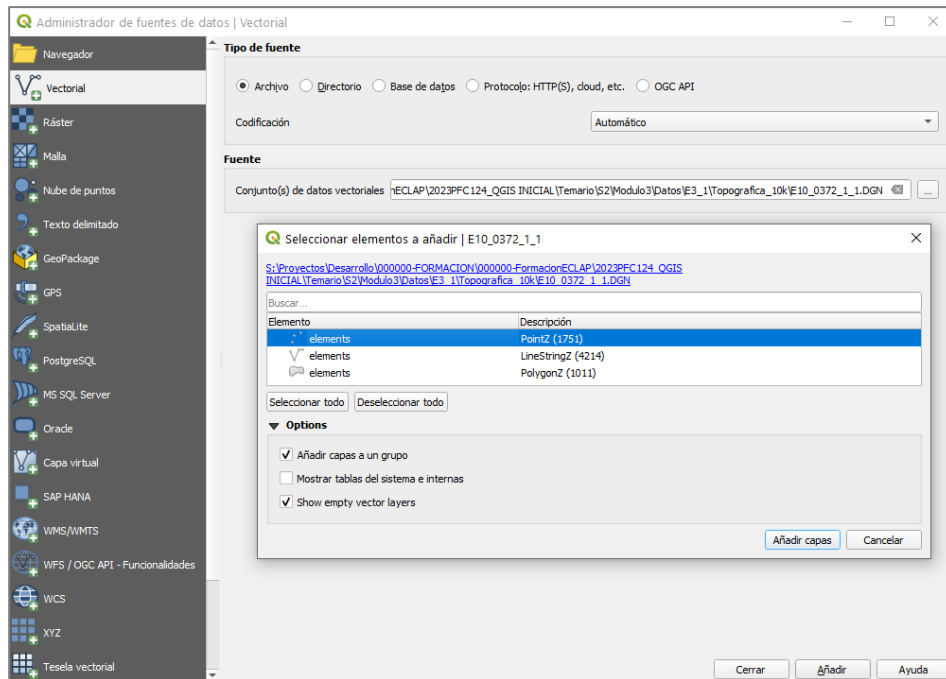 Administrador de fuentes de datos | Vectorial
Navegador
Vectorial
Ráster
Malla
Nube de puntos
Texto delimitado
GeoPackage
GPS
SpatiaLite
PostgreSQL
MS SQL Server
Oracle
Capa virtual
SAP HANA
WMS/WMTS
WFS / OGC API - Funcionalidades
WCS
XYZ
Tesela vectorial
Tipo de fuente
Archivo Directorio Base de datos Protocolo: HTTP(S), cloud, etc. OGC API
Codificación Automático
Fuente
Conjunto(s) de datos vectoriales nECLAP\2023PFC124_QGIS INICIAL\Temario\S2\Modulo3\Datos\E3_1\Topografica_10k\E10_0372_1_1.DGN ...
Seleccionar elementos a añadir | E10_0372_1_1
S:\Proyectos\Desarrollo\000000-FORMACION\000000-FormacionECLAP\2023PFC124_QGIS
INICIAL\Temario\S2\Modulo3\Datos\E3_1\Topografica_10k\E10_0372_1_1.DGN
Buscar...
Elemento Descripción
elements PointZ (1751)
elements LineStringZ (4214)
elements PolygonZ (1011)
Seleccionar todo Deseleccionar todo
Options
Añadir capas a un grupo
Mostrar tablas del sistema e internas
Show empty vector layers
Añadir capas Cancelar
Cerrar Añadir Ayuda